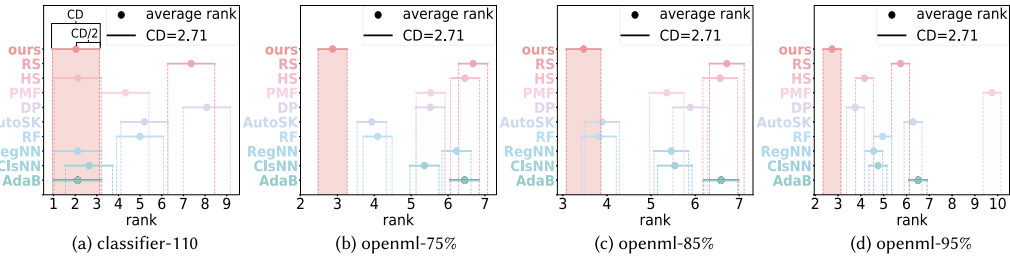 CD
CD/2
average rank
CD=2.71
ours
RS
HS
PMF
DP
AutoSK
RF
RegNN
ClsNN
AdaB
1 2 3 4 5 6 7 8 9
rank
(a) classifier-110
average rank
CD=2.71
ours
RS
HS
PMF
DP
AutoSK
RF
RegNN
ClsNN
AdaB
2 3 4 5 6 7
rank
(b) openml-75%
average rank
CD=2.71
ours
RS
HS
PMF
DP
AutoSK
RF
RegNN
ClsNN
AdaB
3 4 5 6 7
rank
(c) openml-85%
average rank
CD=2.71
ours
RS
HS
PMF
DP
AutoSK
RF
RegNN
ClsNN
AdaB
2 3 4 5 6 7 8 9 10
rank
(d) openml-95%